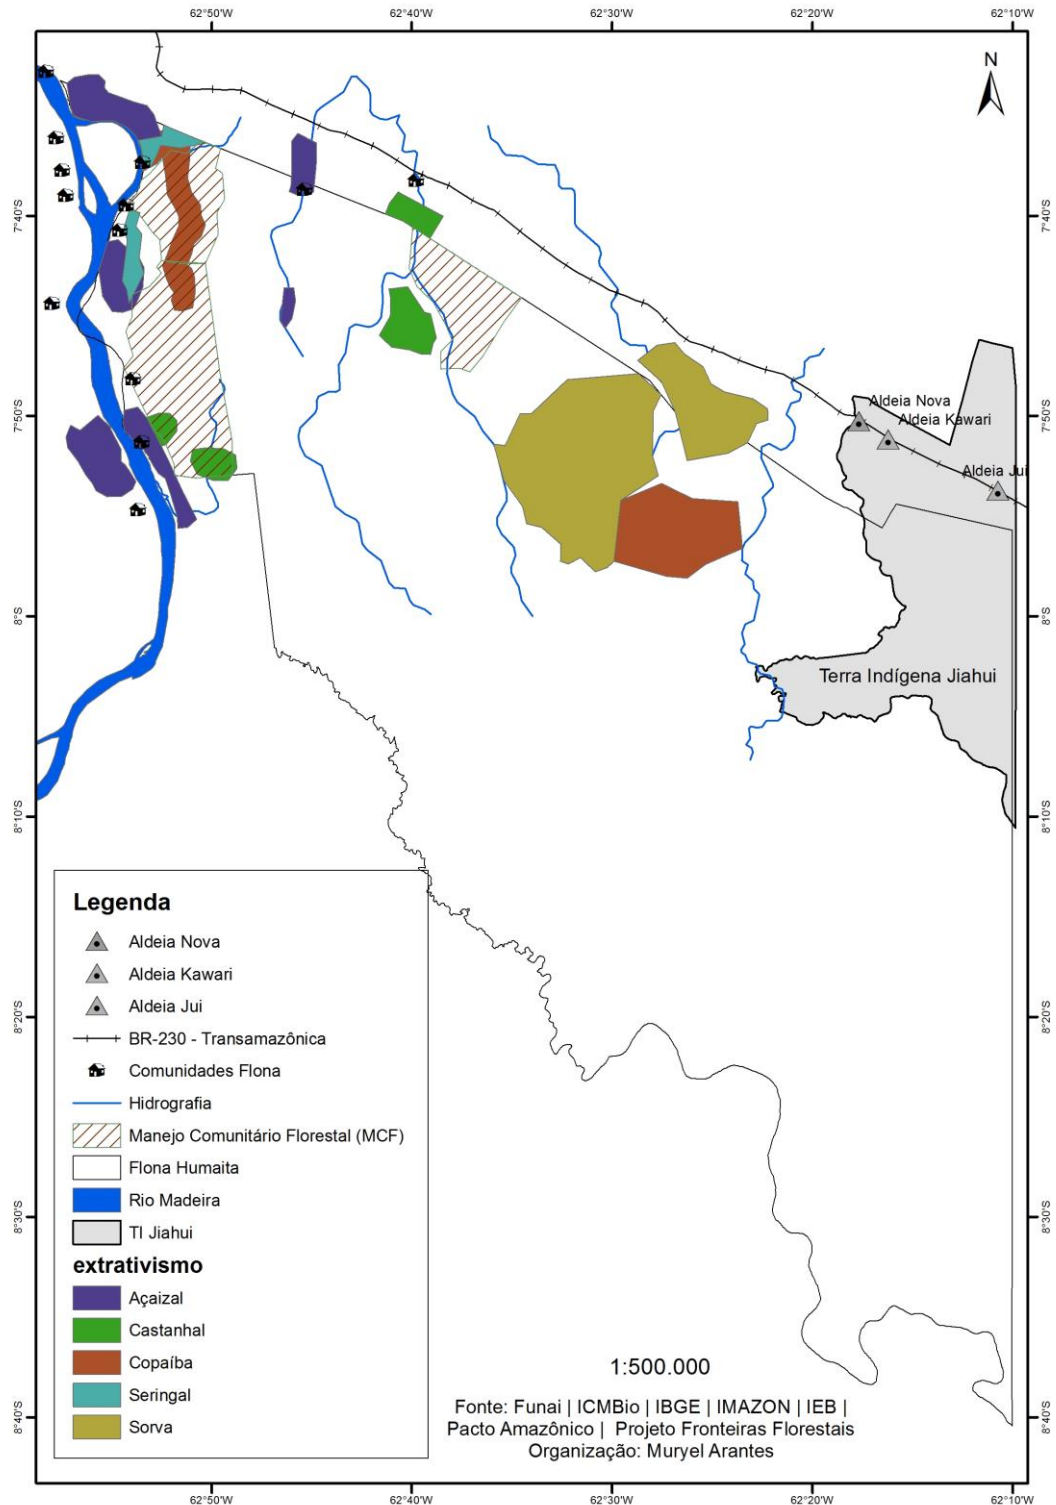 62°50'W 62°40'W 62°30'W 62°20'W 62°10'W
N
7°40'S 7°40'S
7°50'S 7°50'S
Aldeia Nova
Aldeia Kawari
Aldeia Jui
8°S 8°S
Terra Indígena Jiahui
8°10'S 8°10'S
Legenda
Aldeia Nova
Aldeia Kawari
Aldeia Jui
BR-230 - Transamazônica
Comunidades Flona
Hidrografia
Manejo Comunitário Florestal (MCF)
Flona Humaita
Rio Madeira
TI Jiahui
extrativismo
Açaizal
Castanhal
Copaíba
Seringal
Sorva
8°20'S 8°20'S
8°30'S 8°30'S
8°40'S 8°40'S
1:500.000
Fonte: Funai | ICMBio | IBGE | IMAZON | IEB |
Pacto Amazônico | Projeto Fronteiras Florestais
Organização: Muryel Arantes
62°50'W 62°40'W 62°30'W 62°20'W 62°10'W